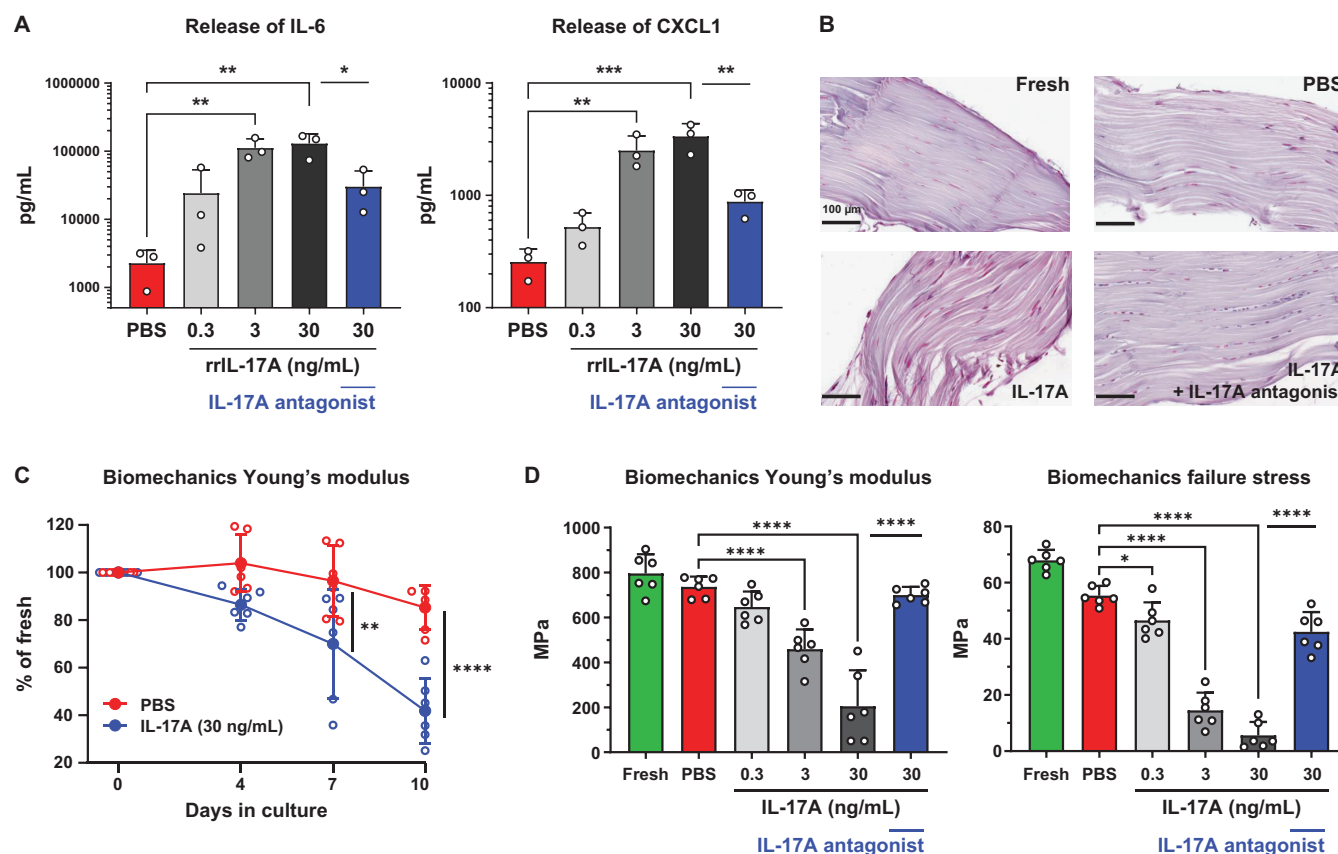 A
Release of IL-6
Release of CXCL1
B
1000000
100000
10000
1000
pg/mL
**
**
*
PBS
0.3
3
30
30
rrIL-17A (ng/mL)
IL-17A antagonist
10000
1000
100
pg/mL
***
**
**
PBS
0.3
3
30
30
rrIL-17A (ng/mL)
IL-17A antagonist
Fresh
100 µm
PBS
IL-17A
IL-17A
+ IL-17A antagonist
C
Biomechanics Young’s modulus
120
100
80
60
40
20
% of fresh
**
****
PBS
IL-17A (30 ng/mL)
0
4
7
10
Days in culture
D
Biomechanics Young’s modulus
1000
800
600
400
200
0
MPa
****
****
****
Fresh
PBS
0.3
3
30
30
IL-17A (ng/mL)
IL-17A antagonist
Biomechanics failure stress
80
60
40
20
0
MPa
****
****
****
*
Fresh
PBS
0.3
3
30
30
IL-17A (ng/mL)
IL-17A antagonist